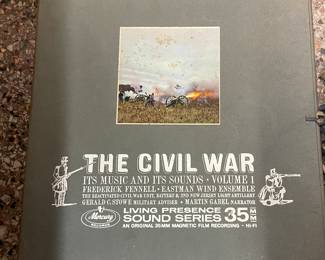 THE CIVIL WAR
ITS MUSIC AND ITS SOUNDS • VOLUME 1
FREDERICK FENNELL • EASTMAN WIND ENSEMBLE
THE REACTIVATED CIVIL WAR UNIT, BATTERY B, 2ND NEW JERSEY LIGHT ARTILLERY
GERALD C. STOWE MILITARY ADVISER • MARTIN GABEL NARRATOR
Mercury
RECORDS
LIVING PRESENCE
SOUND SERIES 35
AN ORIGINAL 35MM MAGNETIC FILM RECORDING - HI-FI